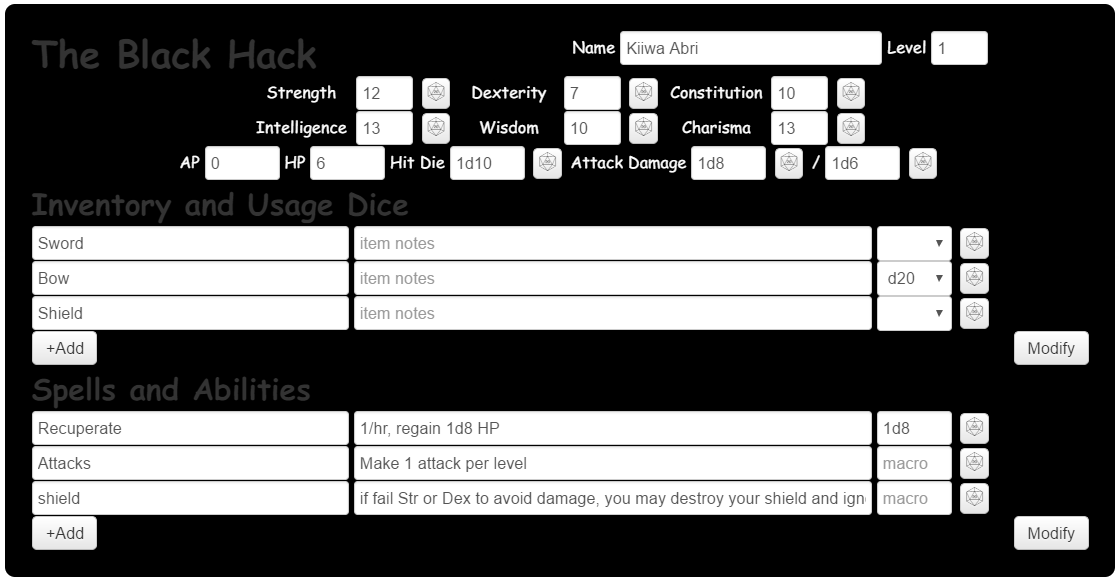 The Black Hack Name Kiiwa Abri Level 1
Strength 12 Dexterity 7 Constitution 10
Intelligence 13 Wisdom 10 Charisma 13
AP 0 HP 6 Hit Die 1d10 Attack Damage 1d8 / 1d6
Inventory and Usage Dice
Sword item notes
Bow item notes d20
Shield item notes
+Add Modify
Spells and Abilities
Recuperate 1/hr, regain 1d8 HP 1d8
Attacks Make 1 attack per level macro
shield if fail Str or Dex to avoid damage, you may destroy your shield and ign macro
+Add Modify